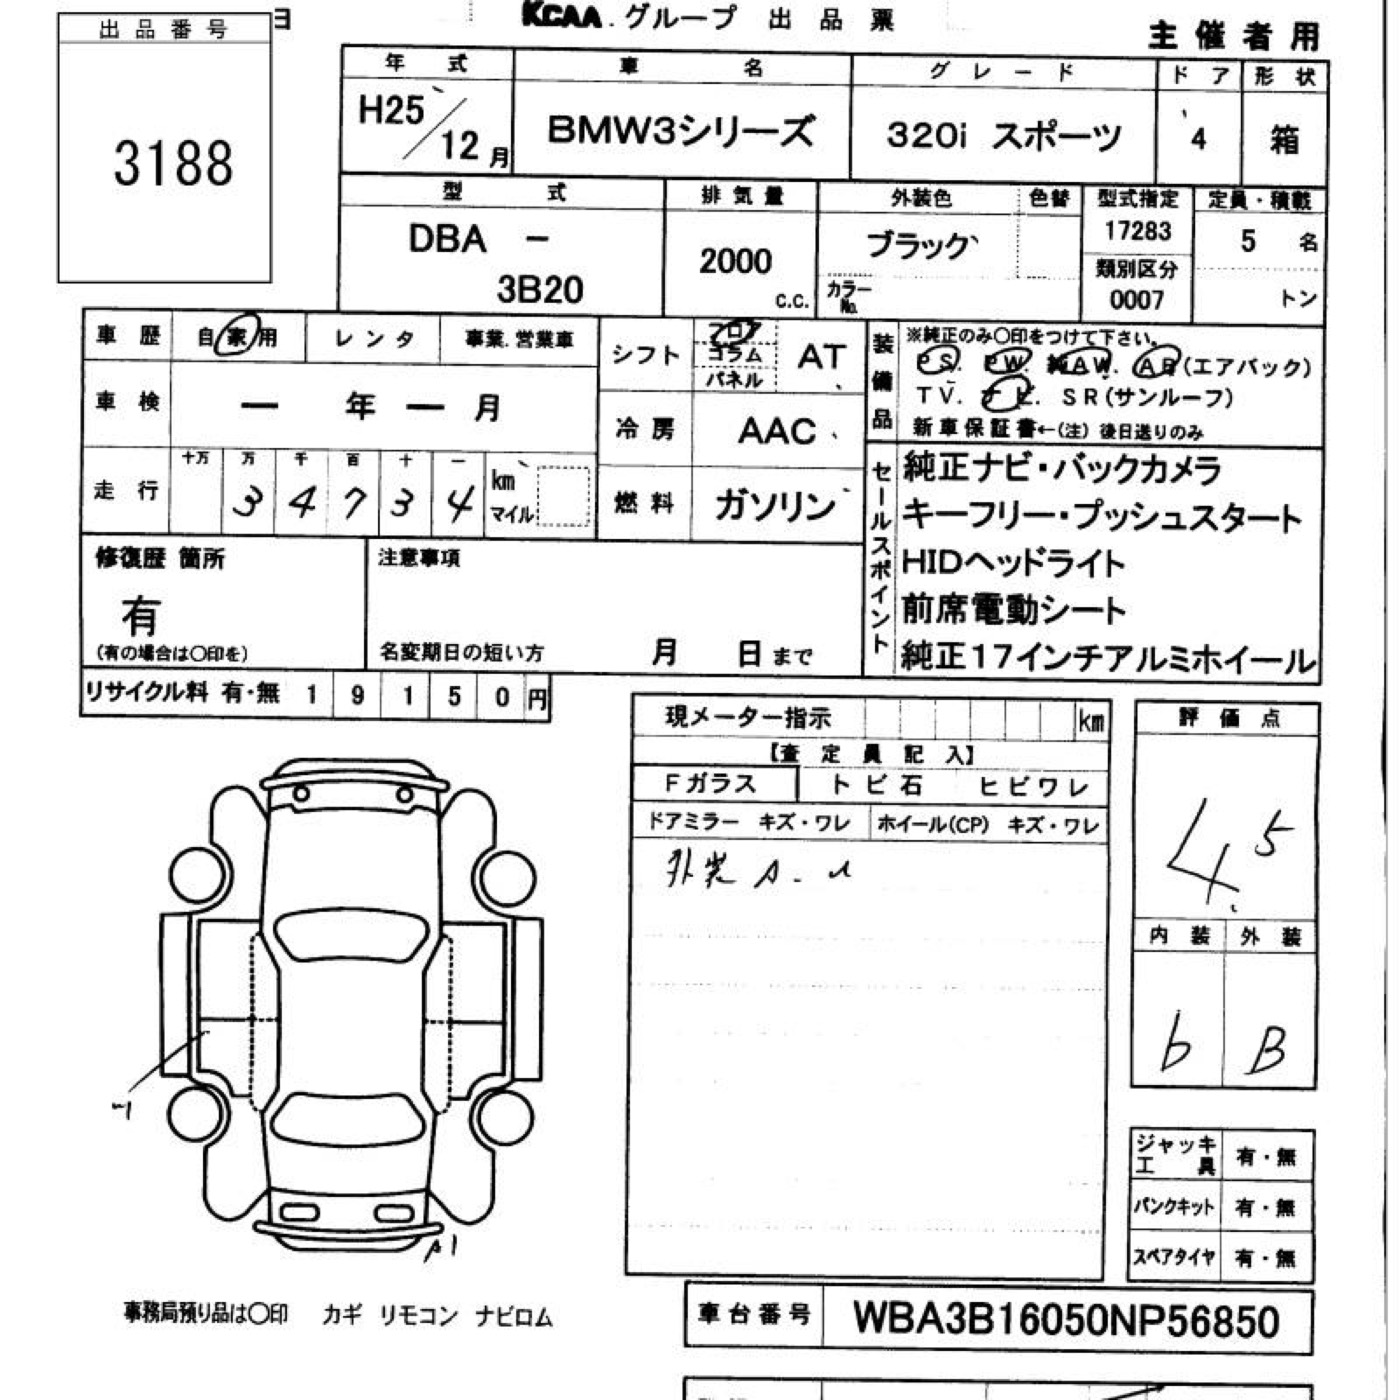 出品番号
3188
日
KCAA.グループ 出品票
主催者用
年式 車名 グレード ドア 形状
H25/12月 BMW3シリーズ 320i スポーツ 4 箱
型式 排気量 外装色 色替 型式指定 定員・積載
DBA - 3B20 2000 c.c. ブラック 17283 5 名
カラーNo. 類別区分 0007 トン
車歴 自家用 レンタ 事業.営業車
車検 ー 年 ー 月
十万 万 千 百 十 一
走行 3 4 7 3 4 km マイル
シフト フロア コラム パネル AT
冷房 AAC
燃料 ガソリン
装備品
※純正のみ〇印をつけて下さい。
PS. PW. 純AW. AB(エアバック)
TV. ナビ. SR(サンルーフ)
新車保証書←(注) 後日送りのみ
セールスポイント
純正ナビ・バックカメラ
キーフリー・プッシュスタート
HIDヘッドライト
前席電動シート
純正17インチアルミホイール
修復歴 箇所
有
(有の場合は〇印を)
注意事項
名変期日の短い方 月 日まで
リサイクル料 有・無 1 9 1 5 0 円
現メーター指示 km
【査定員記入】
Fガラス トビ石 ヒビワレ
ドアミラー キズ・ワレ ホイール(CP) キズ・ワレ
外装 A.
評価点
4.5
内装 外装
b B
A1
ジャッキ工具 有・無
パンクキット 有・無
スペアタイヤ 有・無
事務局預り品は〇印 カギ リモコン ナビロム
車台番号 WBA3B16050NP56850